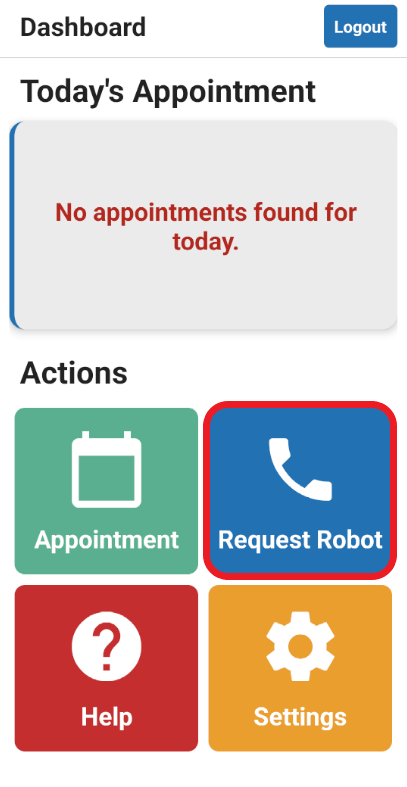 Dashboard
Logout
Today's Appointment
No appointments found for
today.
Actions
Appointment
Request Robot
Help
Settings